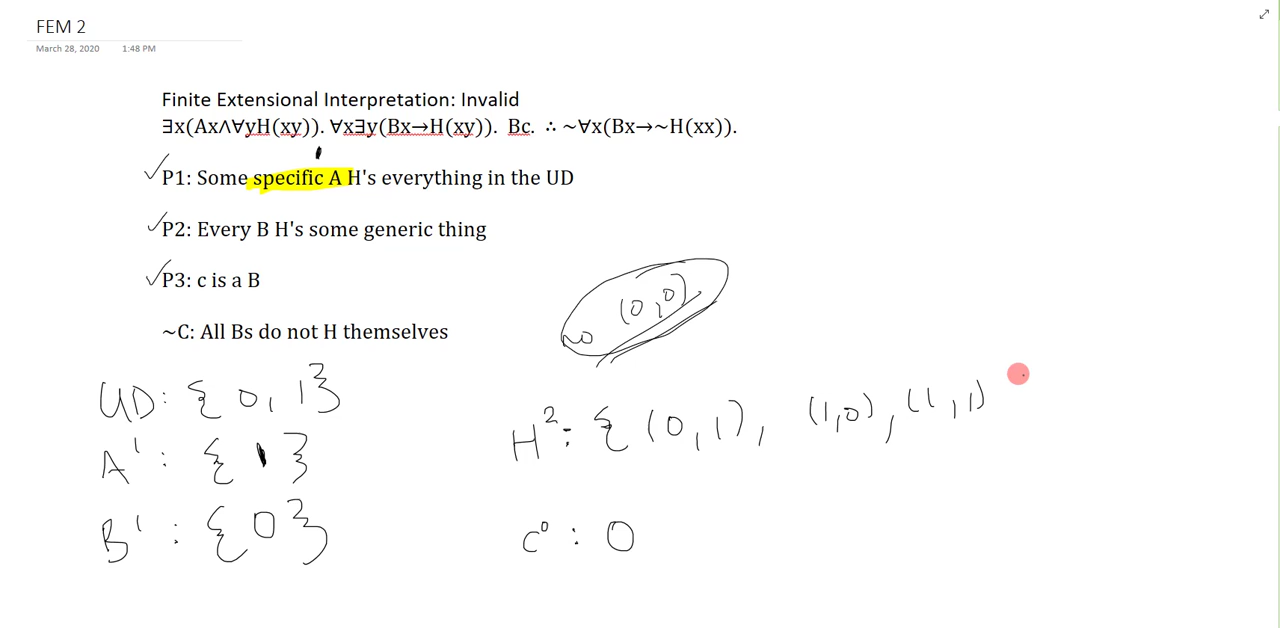 FEM 2
March 28, 2020 1:48 PM
Finite Extensional Interpretation: Invalid
∃x(Ax∧∀yH(xy)). ∀x∃y(Bx→H(xy)). Bc. ∴ ~∀x(Bx→~H(xx)).
✓P1: Some specific A H's everything in the UD
✓P2: Every B H's some generic thing
✓P3: c is a B
no (0,0)
~C: All Bs do not H themselves
UD: { 0, 1 }
H²: { (0,1), (1,0), (1,1)
A¹: { 1 }
B¹: { 0 }
c⁰: 0